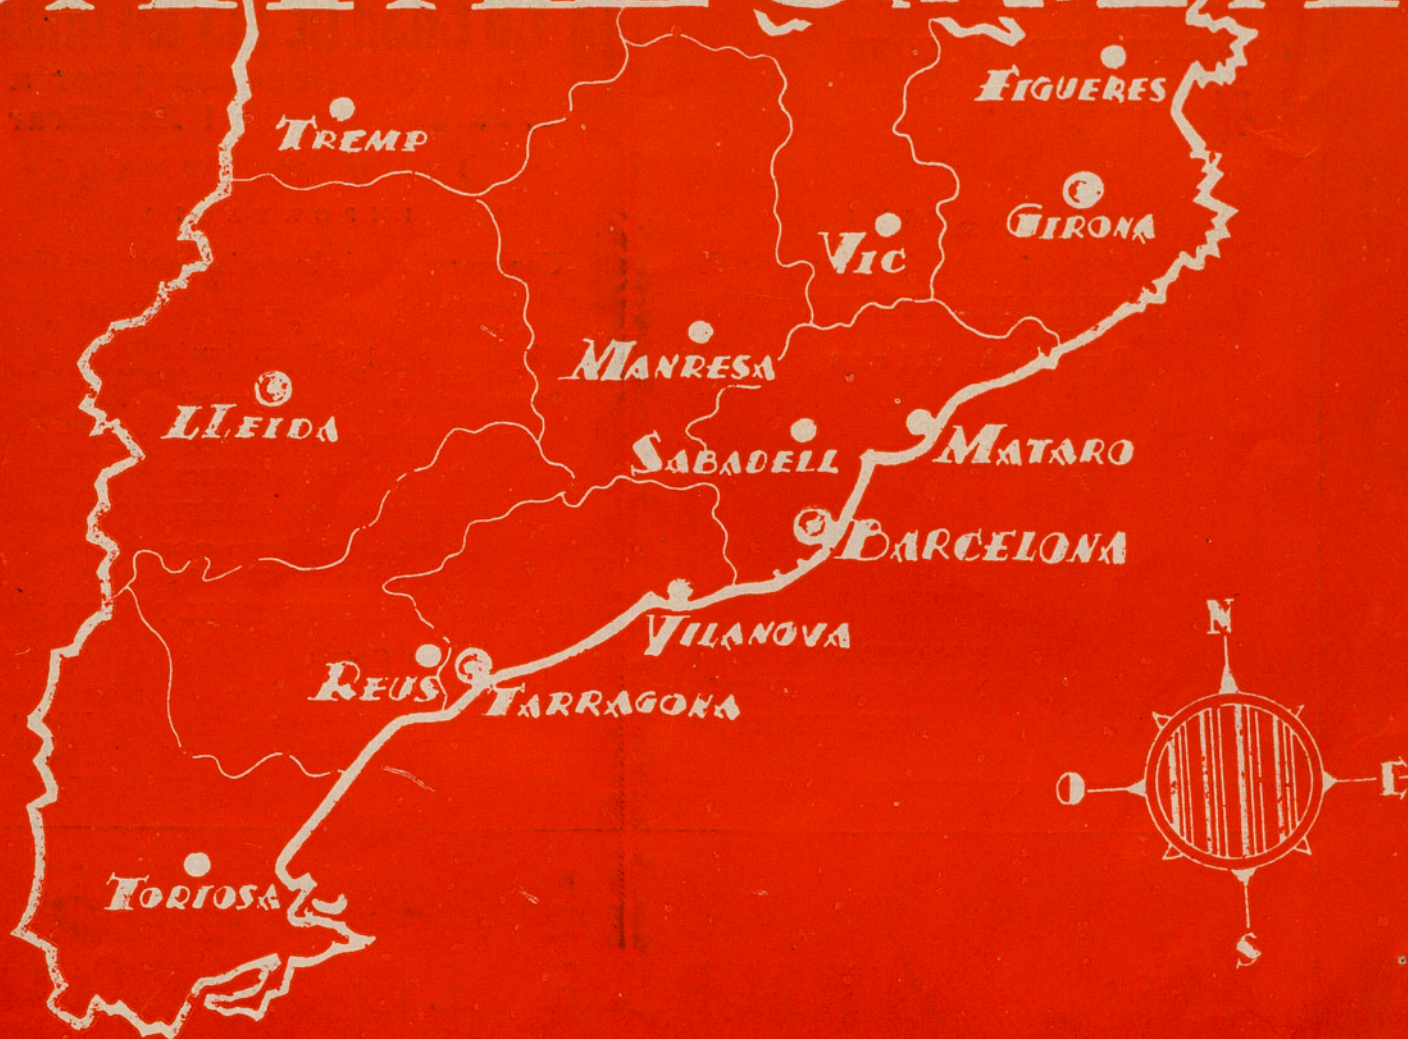 FIGUERES
TREMP
GIRONA
VIC
MANRESA
LLEIDA
SABADELL
MATARO
BARCELONA
VILANOVA
REUS
TARRAGONA
TORTOSA
N
O
E
S